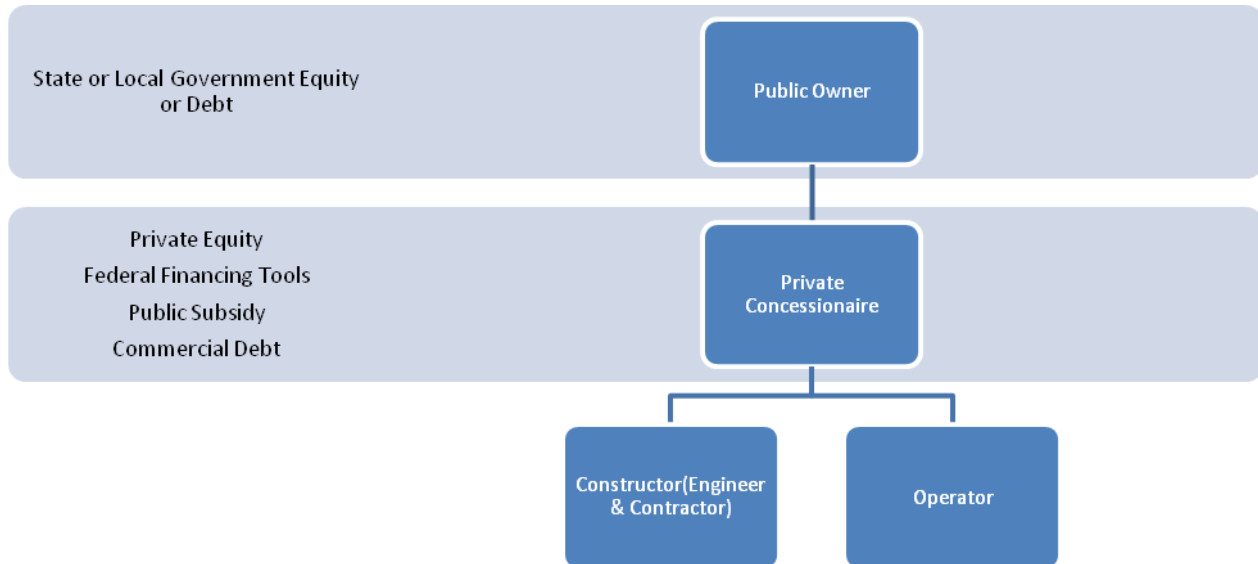 State or Local Government Equity
or Debt
Public Owner
Private Equity
Federal Financing Tools
Public Subsidy
Commercial Debt
Private
Concessionaire
Constructor(Engineer
& Contractor)
Operator